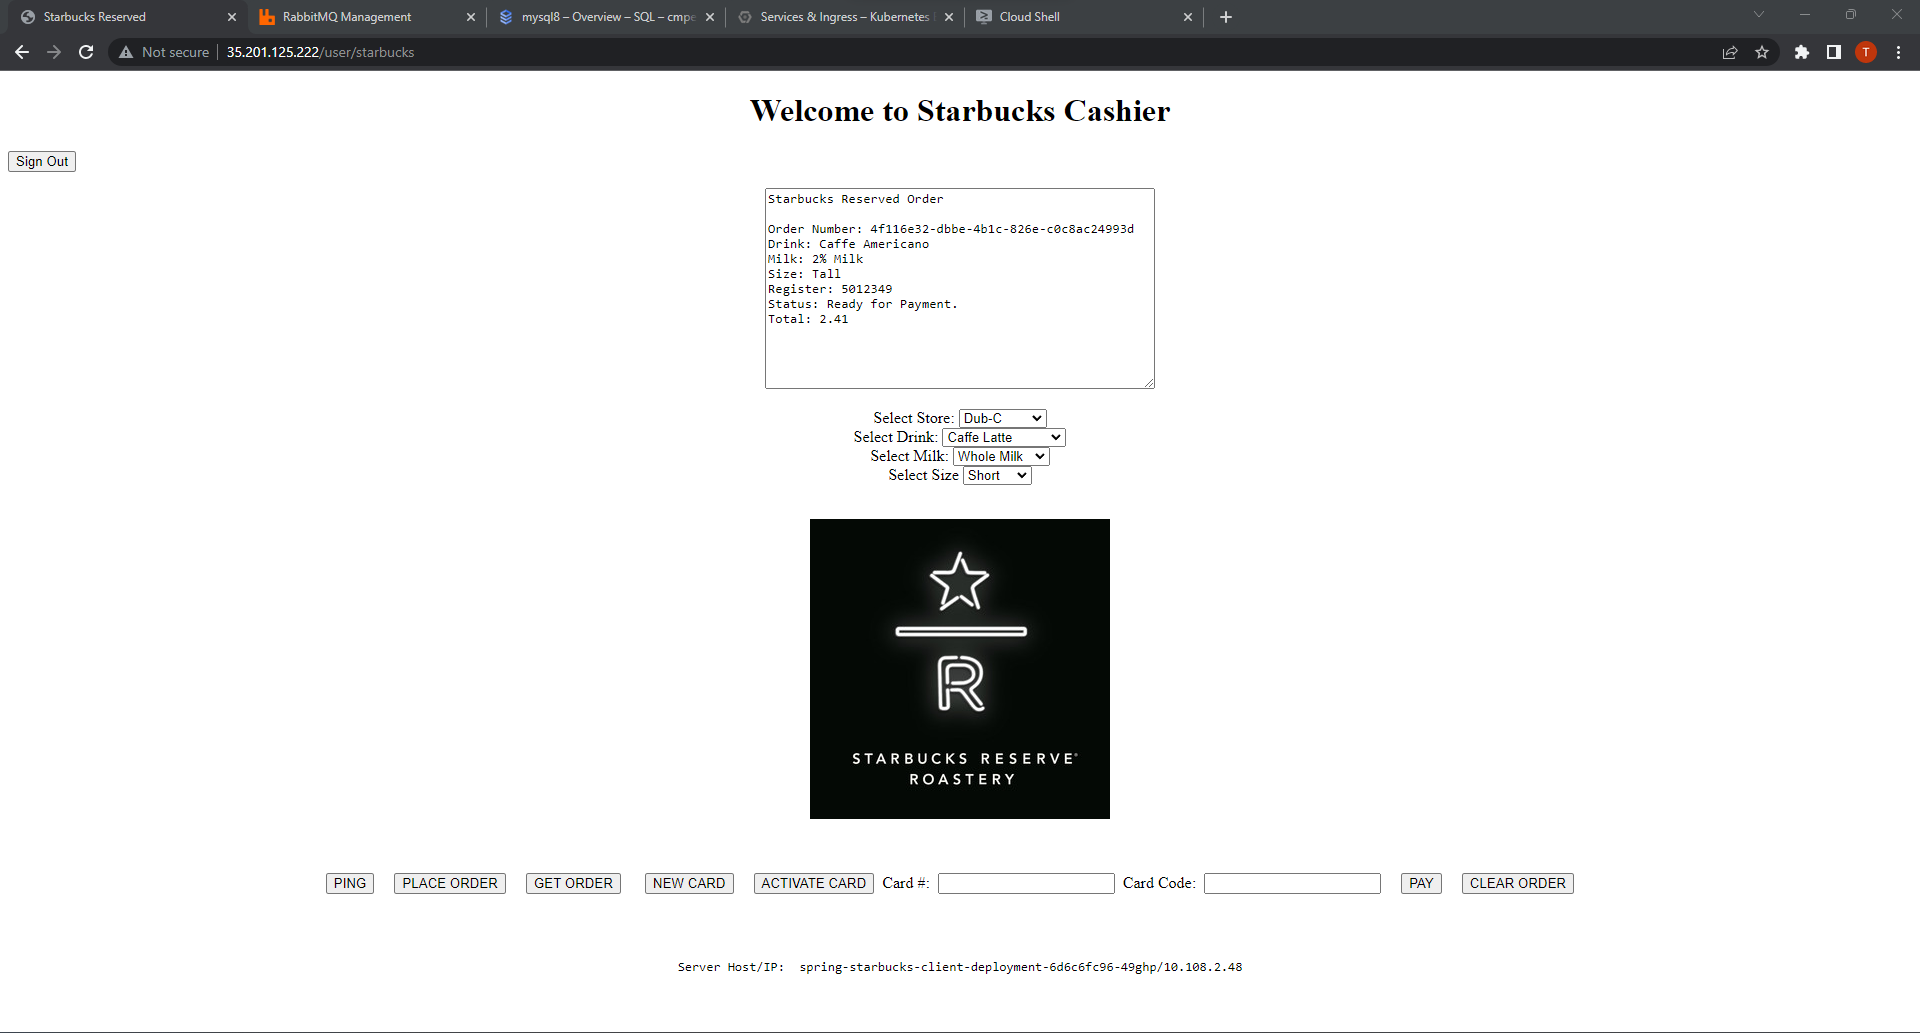 Starbucks Reserved
RabbitMQ Management
mysql8 – Overview – SQL – cmpe
Services & Ingress – Kubernetes
Cloud Shell
Not secure
35.201.125.222/user/starbucks
T
Welcome to Starbucks Cashier
Sign Out
Starbucks Reserved Order
Order Number: 4f116e32-dbbe-4b1c-826e-c0c8ac24993d
Drink: Caffe Americano
Milk: 2% Milk
Size: Tall
Register: 5012349
Status: Ready for Payment.
Total: 2.41
Select Store: Dub-C
Select Drink: Caffe Latte
Select Milk: Whole Milk
Select Size Short
R
STARBUCKS RESERVE®
ROASTERY
PING PLACE ORDER GET ORDER NEW CARD ACTIVATE CARD Card #: Card Code: PAY CLEAR ORDER
Server Host/IP: spring-starbucks-client-deployment-6d6c6fc96-49ghp/10.108.2.48